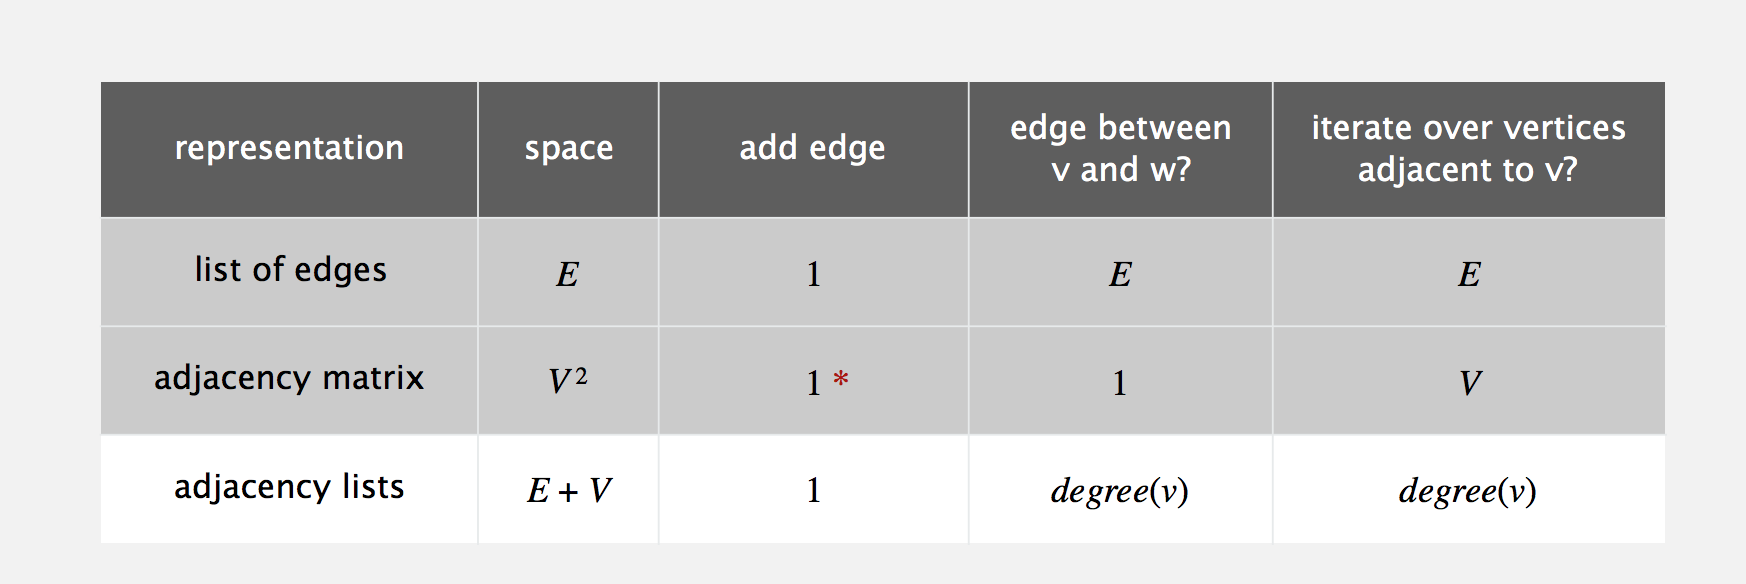 representation space add edge edge between v and w? iterate over vertices adjacent to v?
list of edges E 1 E E
adjacency matrix V² 1 * 1 V
adjacency lists E + V 1 degree(v) degree(v)